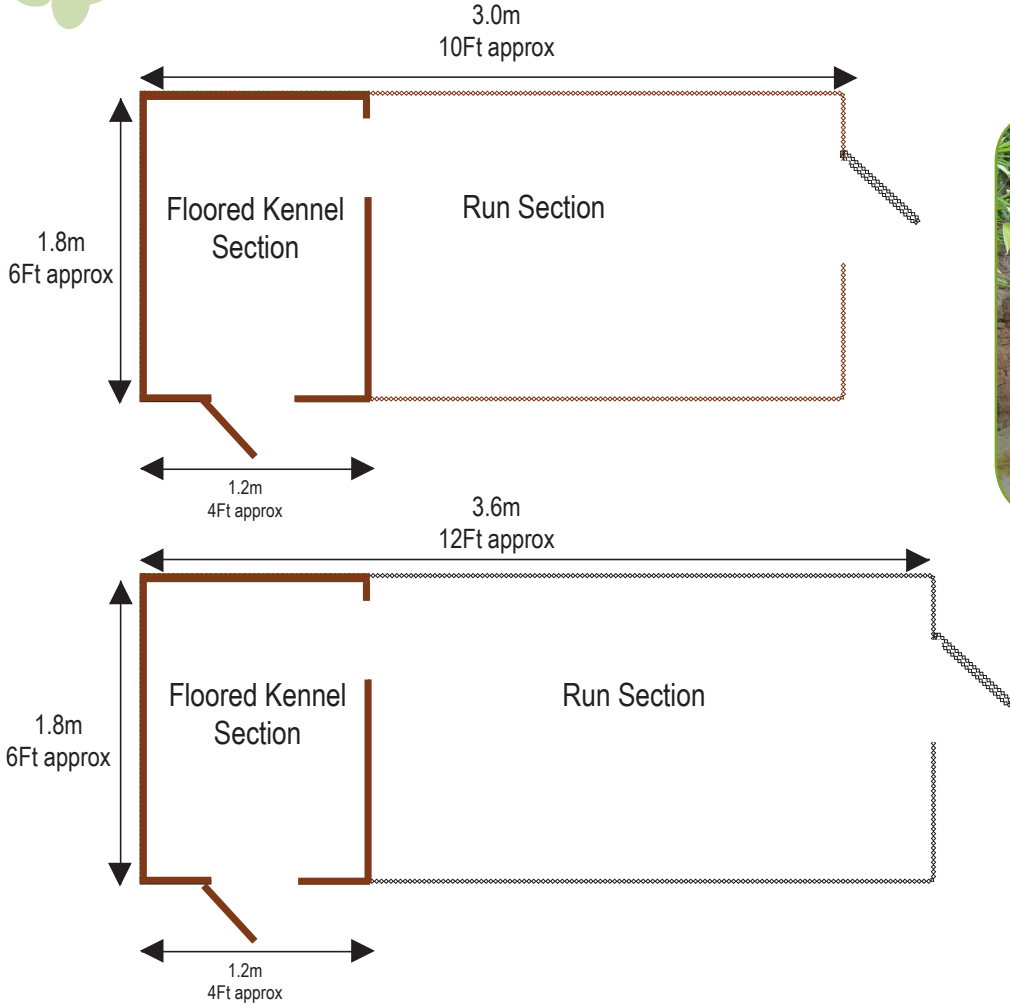 3.0m
10Ft approx
1.8m
6Ft approx
Floored Kennel
Section
Run Section
1.2m
4Ft approx
3.6m
12Ft approx
1.8m
6Ft approx
Floored Kennel
Section
Run Section
1.2m
4Ft approx